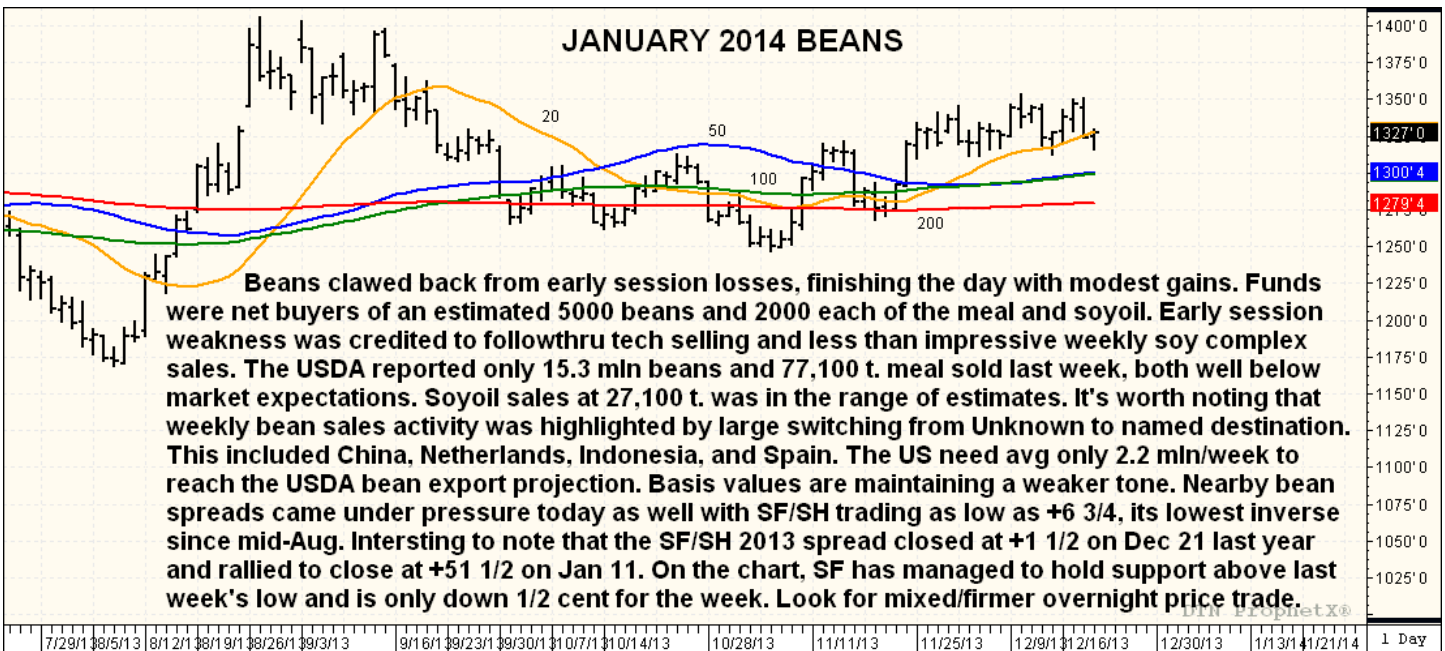 JANUARY 2014 BEANS
1400'0
1375'0
1350'0
1327'0
1300'4
1279'4
1275'0
1250'0
1225'0
1200'0
1175'0
1150'0
1125'0
1100'0
1075'0
1050'0
1025'0
20
50
100
200
Beans clawed back from early session losses, finishing the day with modest gains. Funds
were net buyers of an estimated 5000 beans and 2000 each of the meal and soyoil. Early session
weakness was credited to followthru tech selling and less than impressive weekly soy complex
sales. The USDA reported only 15.3 mln beans and 77,100 t. meal sold last week, both well below
market expectations. Soyoil sales at 27,100 t. was in the range of estimates. It's worth noting that
weekly bean sales activity was highlighted by large switching from Unknown to named destination.
This included China, Netherlands, Indonesia, and Spain. The US need avg only 2.2 mln/week to
reach the USDA bean export projection. Basis values are maintaining a weaker tone. Nearby bean
spreads came under pressure today as well with SF/SH trading as low as +6 3/4, its lowest inverse
since mid-Aug. Intersting to note that the SF/SH 2013 spread closed at +1 1/2 on Dec 21 last year
and rallied to close at +51 1/2 on Jan 11. On the chart, SF has managed to hold support above last
week's low and is only down 1/2 cent for the week. Look for mixed/firmer overnight price trade.
DTN ProphetX®
7/29/13 8/5/13 8/12/13 8/19/13 8/26/13 9/3/13 9/16/13 9/23/13 9/30/13 10/7/13 10/14/13 10/28/13 11/11/13 11/25/13 12/9/13 12/16/13 12/30/13 1/13/14 1/21/14 1 Day